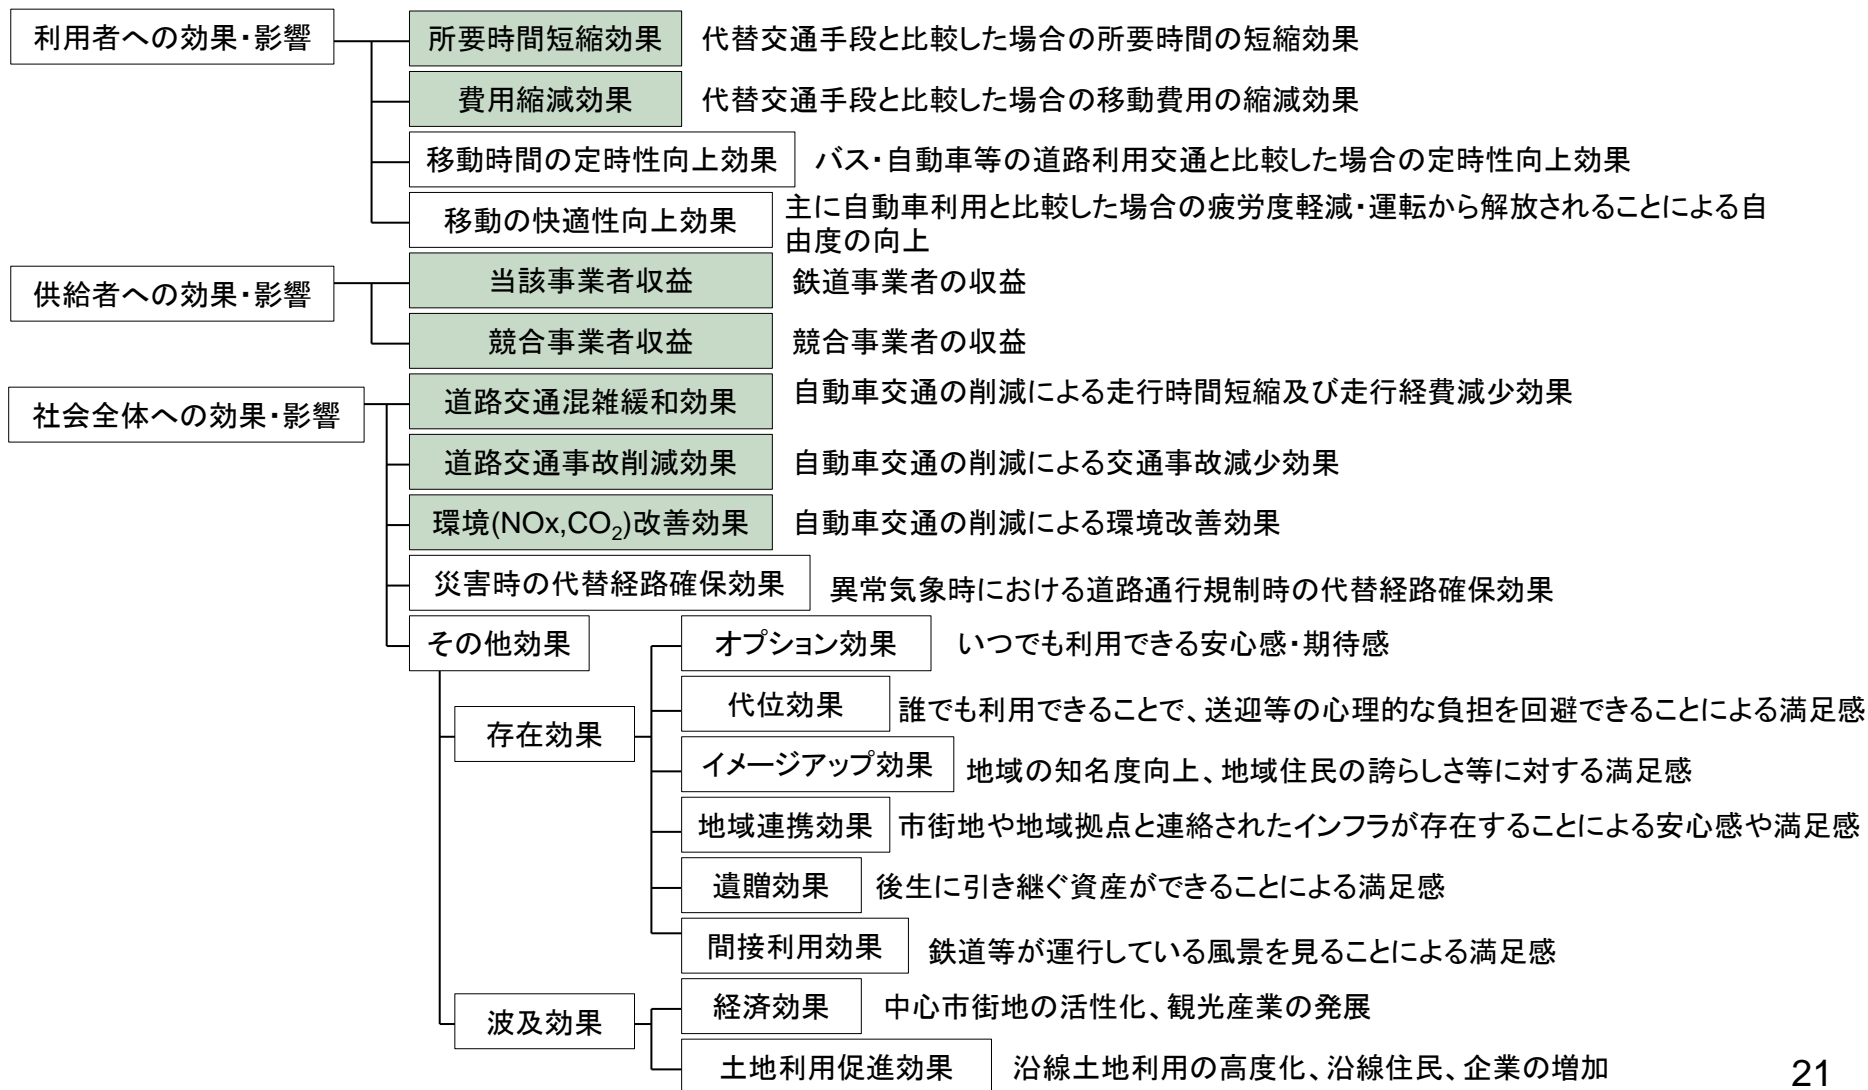 利用者への効果・影響
所要時間短縮効果 代替交通手段と比較した場合の所要時間の短縮効果
費用縮減効果 代替交通手段と比較した場合の移動費用の縮減効果
移動時間の定時性向上効果 バス・自動車等の道路利用交通と比較した場合の定時性向上効果
移動の快適性向上効果 主に自動車利用と比較した場合の疲労度軽減・運転から解放されることによる自
由度の向上
供給者への効果・影響
当該事業者収益 鉄道事業者の収益
競合事業者収益 競合事業者の収益
社会全体への効果・影響
道路交通混雑緩和効果 自動車交通の削減による走行時間短縮及び走行経費減少効果
道路交通事故削減効果 自動車交通の削減による交通事故減少効果
環境(NOx,CO₂)改善効果 自動車交通の削減による環境改善効果
災害時の代替経路確保効果 異常気象時における道路通行規制時の代替経路確保効果
その他効果
存在効果
オプション効果 いつでも利用できる安心感・期待感
代位効果 誰でも利用できることで、送迎等の心理的な負担を回避できることによる満足感
イメージアップ効果 地域の知名度向上、地域住民の誇らしさ等に対する満足感
地域連携効果 市街地や地域拠点と連絡されたインフラが存在することによる安心感や満足感
遺贈効果 後生に引き継ぐ資産ができることによる満足感
間接利用効果 鉄道等が運行している風景を見ることによる満足感
波及効果
経済効果 中心市街地の活性化、観光産業の発展
土地利用促進効果 沿線土地利用の高度化、沿線住民、企業の増加
21